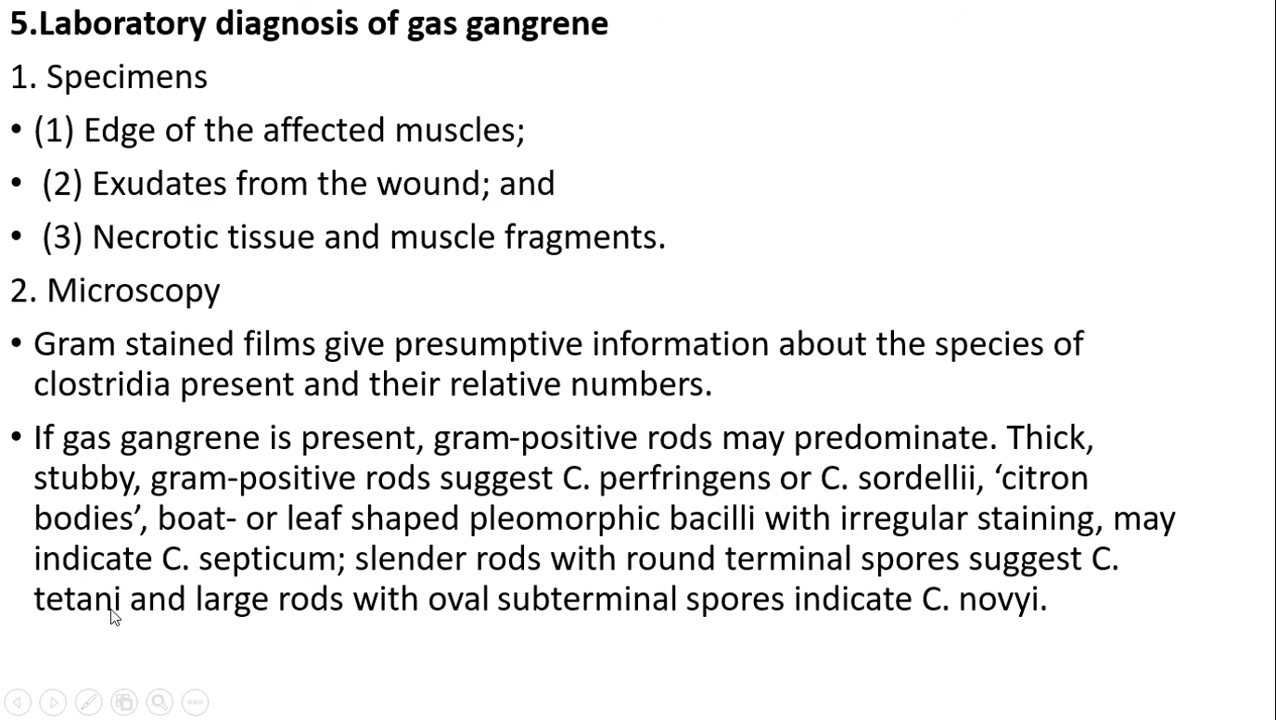 5.Laboratory diagnosis of gas gangrene
1. Specimens
• (1) Edge of the affected muscles;
• (2) Exudates from the wound; and
• (3) Necrotic tissue and muscle fragments.
2. Microscopy
• Gram stained films give presumptive information about the species of
clostridia present and their relative numbers.
• If gas gangrene is present, gram-positive rods may predominate. Thick,
stubby, gram-positive rods suggest C. perfringens or C. sordellii, ‘citron
bodies’, boat- or leaf shaped pleomorphic bacilli with irregular staining, may
indicate C. septicum; slender rods with round terminal spores suggest C.
tetani and large rods with oval subterminal spores indicate C. novyi.